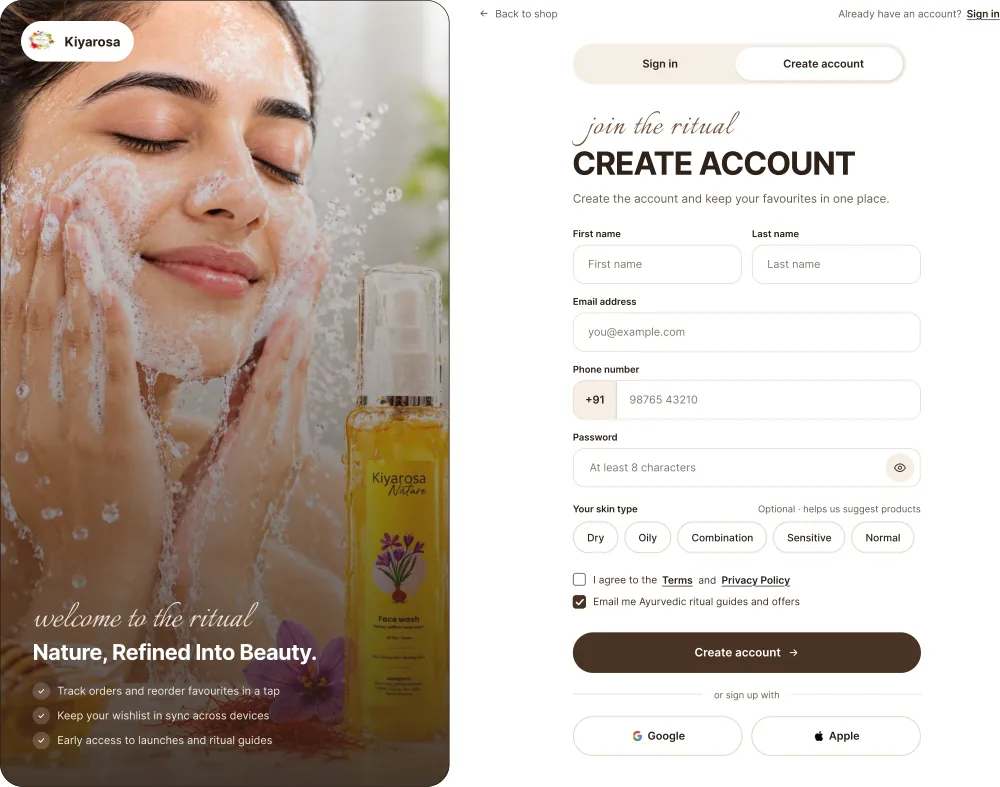 Kiyarosa
Kiyarosa
Nature
Face wash
welcome to the ritual
Nature, Refined Into Beauty.
Track orders and reorder favourites in a tap
Keep your wishlist in sync across devices
Early access to launches and ritual guides
← Back to shop
Already have an account? Sign in
Sign in
Create account
join the ritual
CREATE ACCOUNT
Create the account and keep your favourites in one place.
First name
Last name
First name
Last name
Email address
you@example.com
Phone number
+91
98765 43210
Password
At least 8 characters
Your skin type
Optional · helps us suggest products
Dry
Oily
Combination
Sensitive
Normal
I agree to the Terms and Privacy Policy
Email me Ayurvedic ritual guides and offers
Create account →
or sign up with
Google
Apple